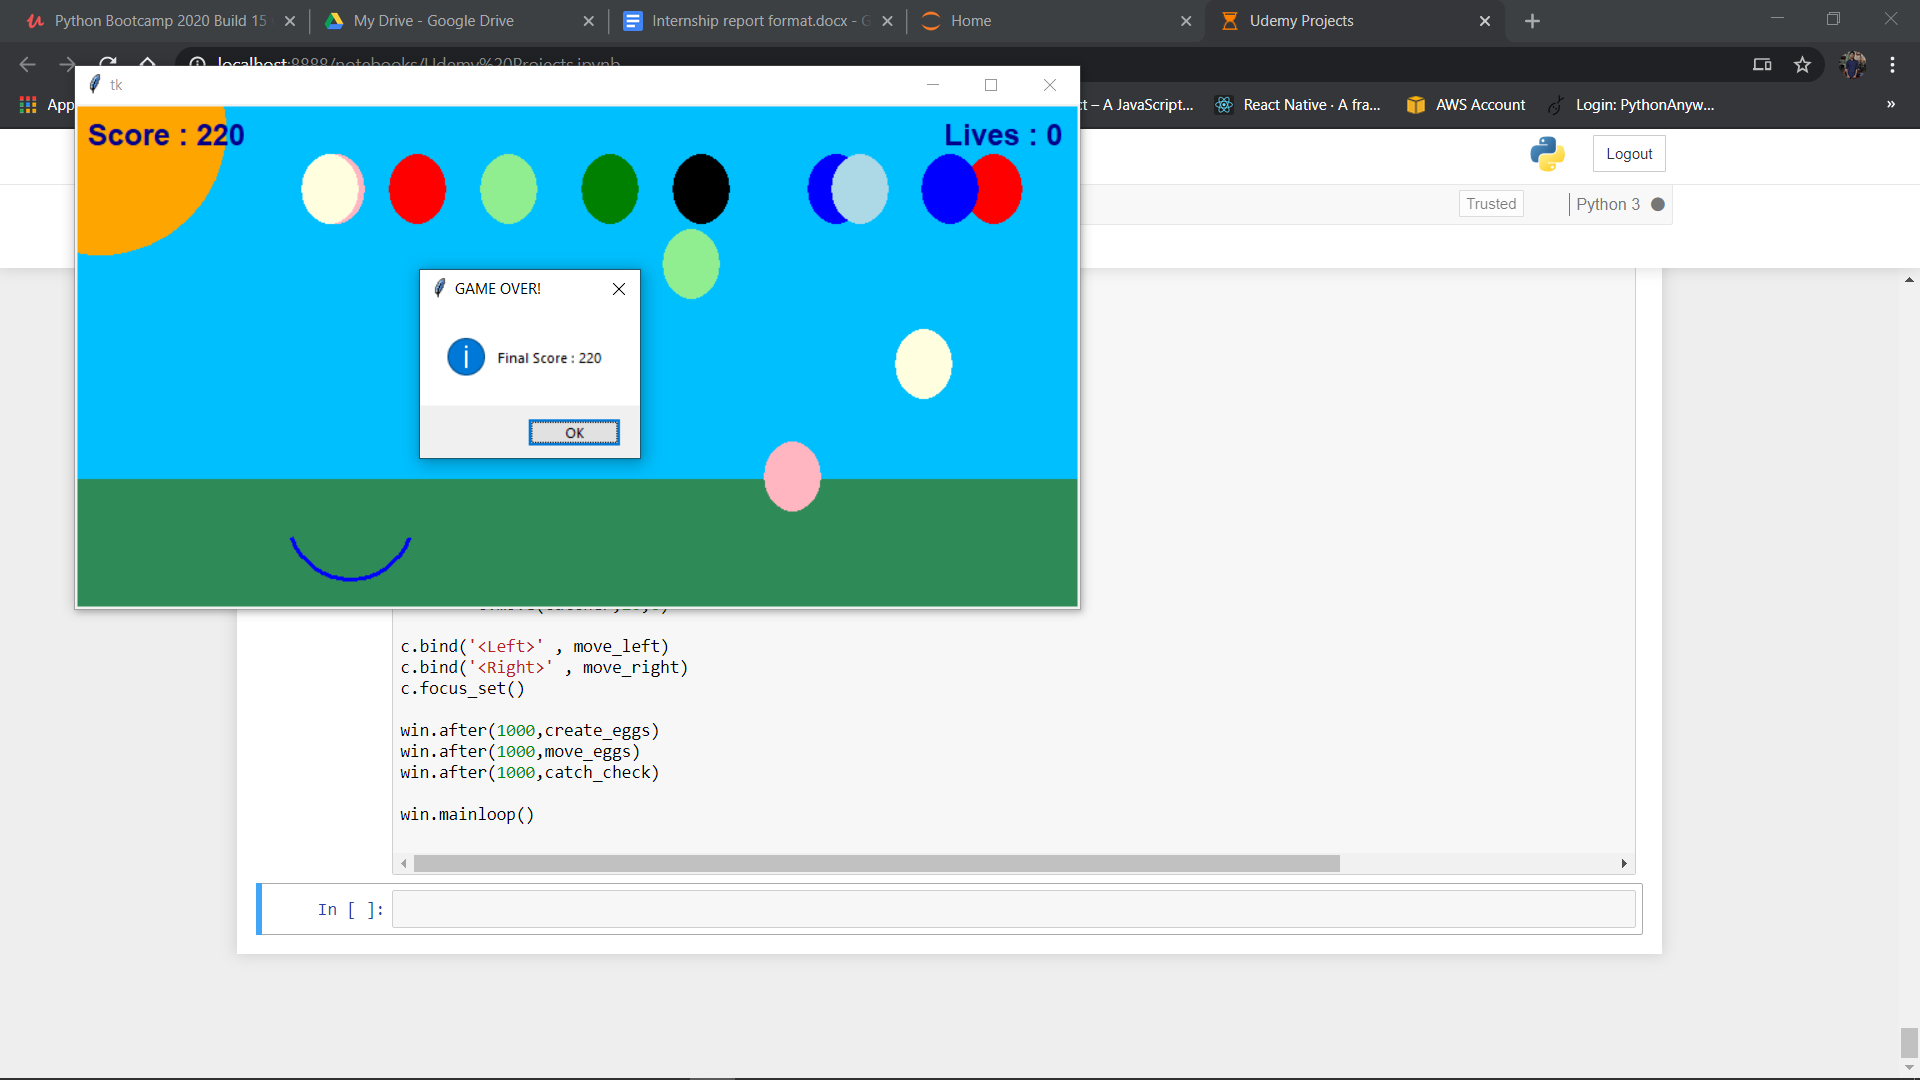 Python Bootcamp 2020 Build 15
My Drive - Google Drive
Internship report format.docx - G
Home
Udemy Projects
localhost:8888/notebooks/Udemy%20Projects.ipynb
tk
App
t – A JavaScript...
React Native · A fra...
AWS Account
Login: PythonAnyw...
»
Score : 220
Lives : 0
Logout
Trusted
Python 3
GAME OVER!
Final Score : 220
OK
c.bind('<Left>' , move_left)
c.bind('<Right>' , move_right)
c.focus_set()
win.after(1000,create_eggs)
win.after(1000,move_eggs)
win.after(1000,catch_check)
win.mainloop()
In [ ]: